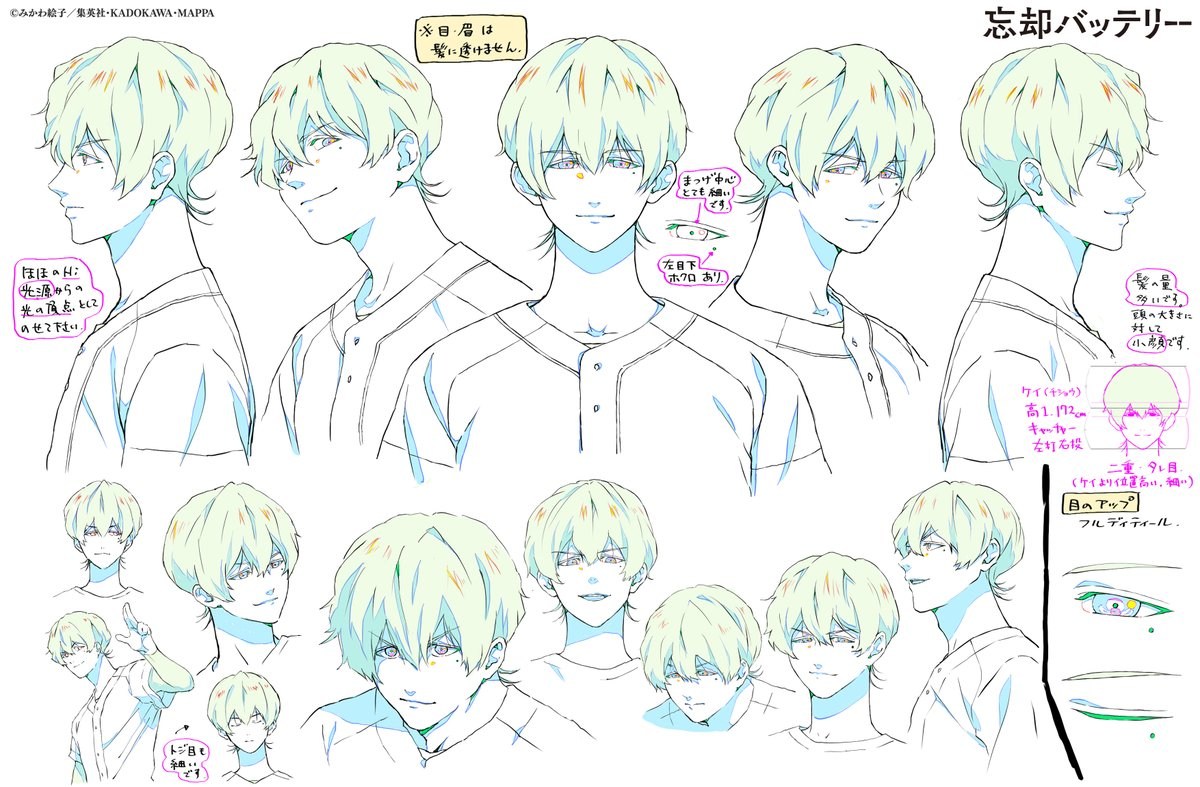 ©みかわ絵子／集英社・KADOKAWA・MAPPA
忘却バッテリー
※目・眉は
髪に透けません.
まつげ中心
とても細い
です.
左目下
ホクロあり.
ほほのHi
光源からの
光の頂点として
のせて下さい.
髪の量
多いです。
頭の大きさに
対して
小顔です.
ケイ(チョウ)
高1.172cm
キャッチャー
左打右投
二重・タレ目.
(ケイより位置高い、細い)
目のアップ
フルディティール.
トジ目も
細い
です